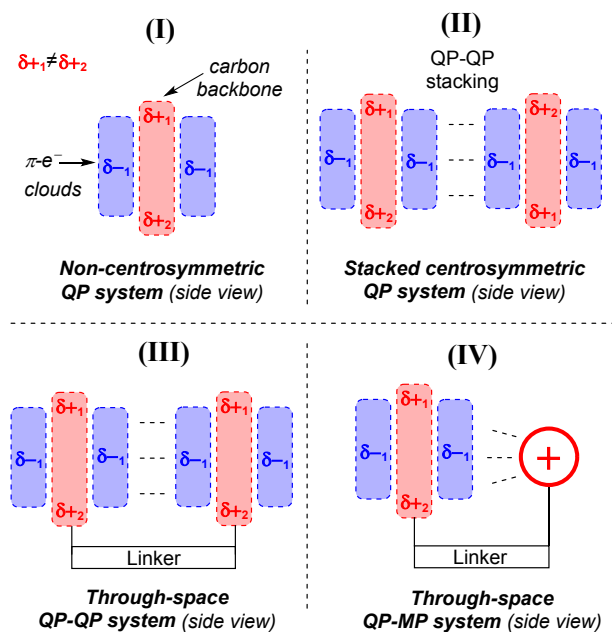 (I)
δ+₁≠δ+₂
carbon
backbone
δ+₁
π-e⁻
clouds
δ−₁
δ−₁
δ+₂
Non-centrosymmetric
QP system (side view)
(II)
QP-QP
stacking
δ+₁
δ+₂
δ−₁
δ−₁
δ−₁
δ−₁
δ+₂
δ+₁
Stacked centrosymmetric
QP system (side view)
(III)
δ+₁
δ+₁
δ−₁
δ−₁
δ−₁
δ−₁
δ+₂
δ+₂
Linker
Through-space
QP-QP system (side view)
(IV)
δ+₁
δ−₁
δ−₁
+
δ+₂
Linker
Through-space
QP-MP system (side view)